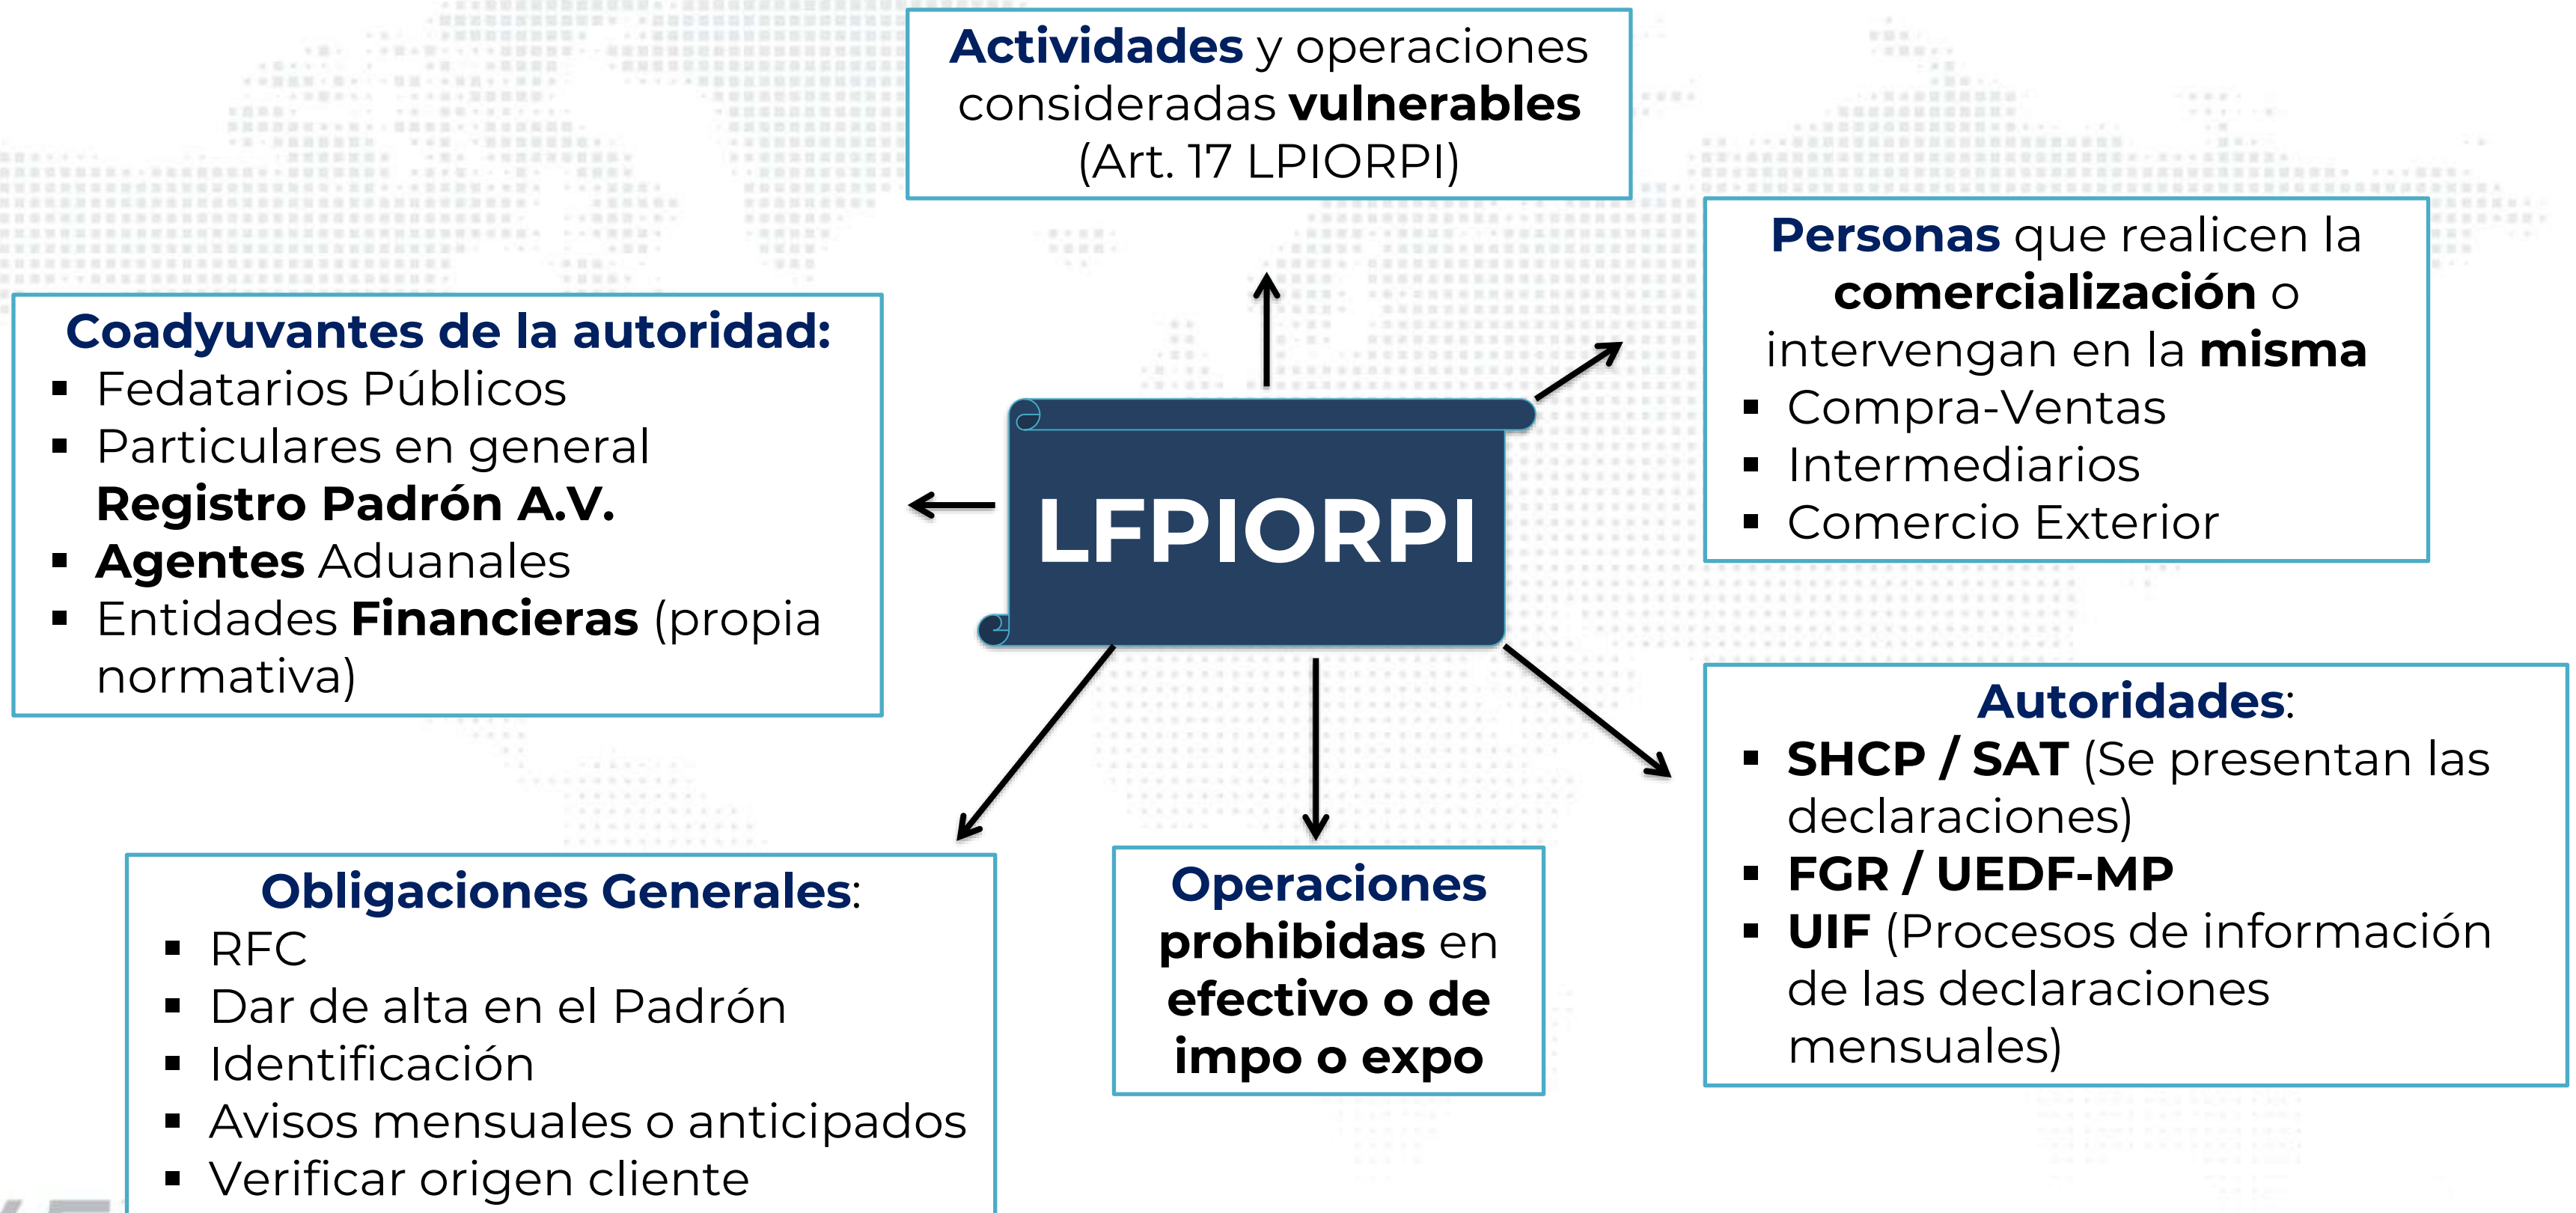 Actividades y operaciones
consideradas vulnerables
(Art. 17 LPIORPI)
Personas que realicen la
comercialización o
intervengan en la misma
▪ Compra-Ventas
▪ Intermediarios
▪ Comercio Exterior
Coadyuvantes de la autoridad:
▪ Fedatarios Públicos
▪ Particulares en general
Registro Padrón A.V.
▪ Agentes Aduanales
▪ Entidades Financieras (propia
normativa)
LFPIORPI
Autoridades:
▪ SHCP / SAT (Se presentan las
declaraciones)
▪ FGR / UEDF-MP
▪ UIF (Procesos de información
de las declaraciones
mensuales)
Obligaciones Generales:
▪ RFC
▪ Dar de alta en el Padrón
▪ Identificación
▪ Avisos mensuales o anticipados
▪ Verificar origen cliente
Operaciones
prohibidas en
efectivo o de
impo o expo